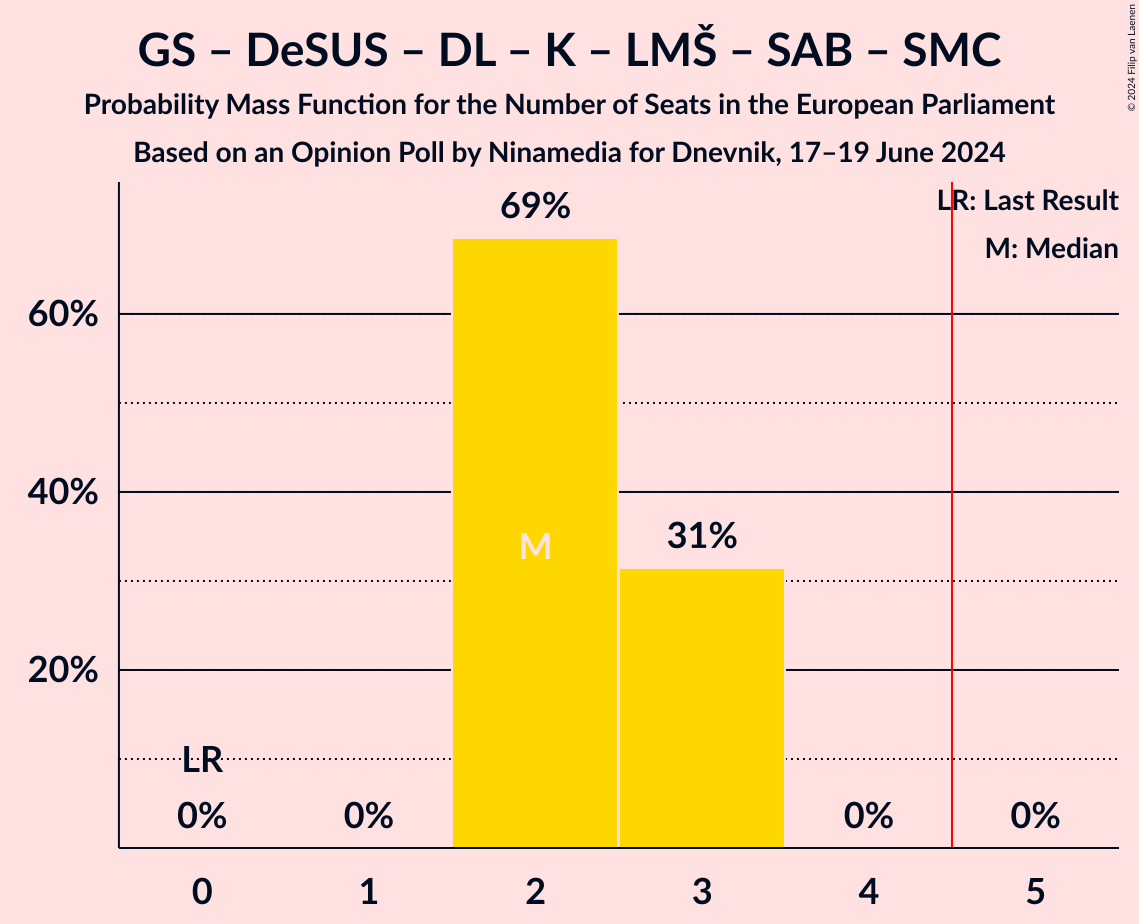 GS – DeSUS – DL – K – LMŠ – SAB – SMC
Probability Mass Function for the Number of Seats in the European Parliament
Based on an Opinion Poll by Ninamedia for Dnevnik, 17–19 June 2024
© 2024 Filip van Laenen
LR: Last Result
M: Median
69%
60%
40%
31%
M
20%
LR
0%
0%
0%
0%
0
1
2
3
4
5